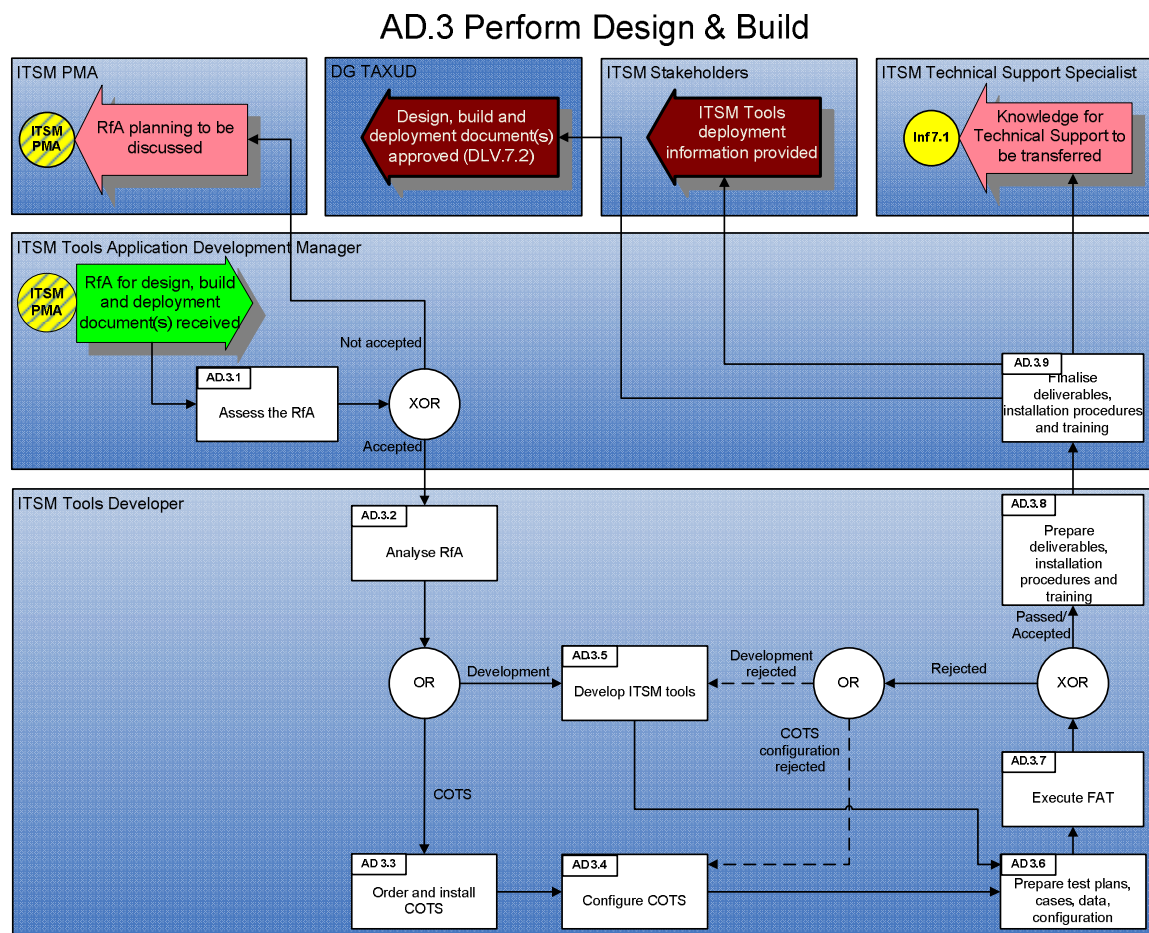 AD.3 Perform Design & Build
ITSM PMA
ITSM
PMA
RfA planning to be
discussed
DG TAXUD
Design, build and
deployment document(s)
approved (DLV.7.2)
ITSM Stakeholders
ITSM Tools
deployment
information provided
ITSM Technical Support Specialist
Inf7.1
Knowledge for
Technical Support to
be transferred
ITSM Tools Application Development Manager
ITSM
PMA
RfA for design, build
and deployment
document(s) received
Not accepted
AD.3.1
Assess the RfA
XOR
Accepted
AD.3.9
Finalise
deliverables,
installation procedures
and training
ITSM Tools Developer
AD.3.2
Analyse RfA
AD.3.8
Prepare
deliverables,
installation
procedures and
training
Passed/
Accepted
OR
Development
AD.3.5
Develop ITSM tools
Development
rejected
OR
Rejected
XOR
COTS
configuration
rejected
COTS
AD.3.7
Execute FAT
AD 3.3
Order and install
COTS
AD.3.4
Configure COTS
AD3.6
Prepare test plans,
cases, data,
configuration